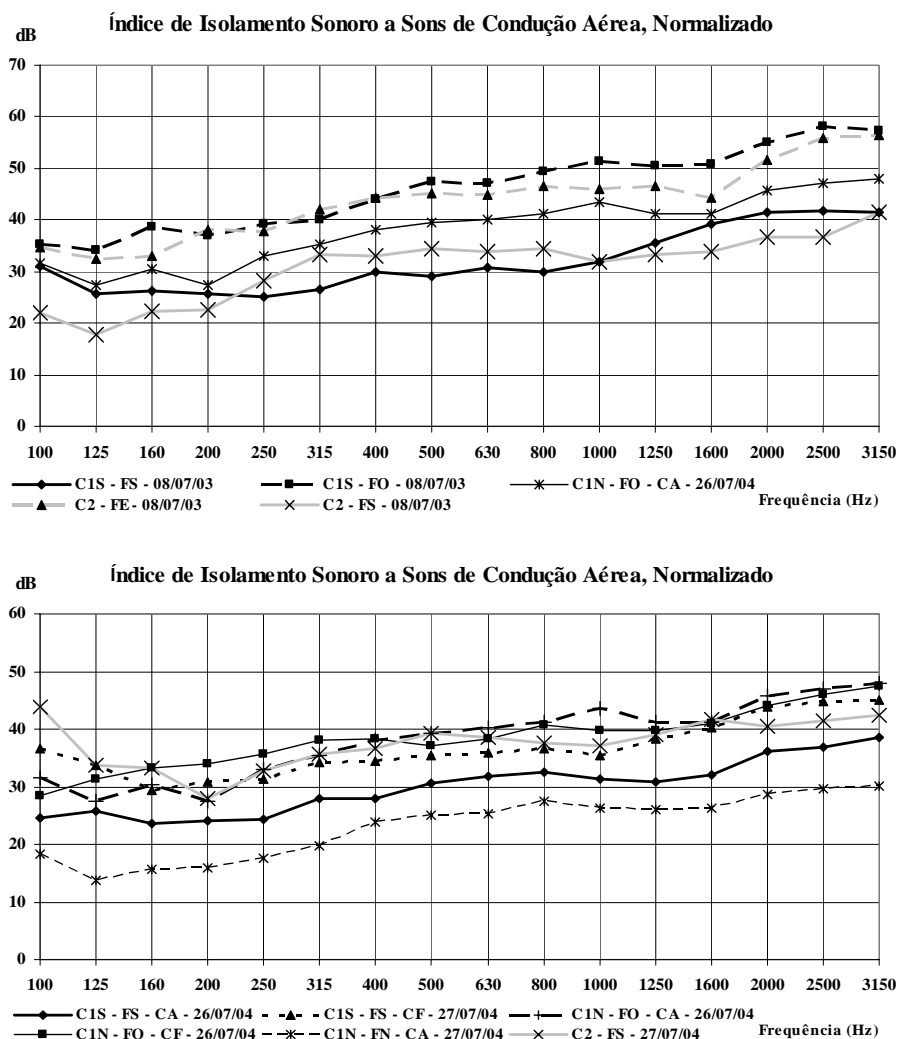 Índice de Isolamento Sonoro a Sons de Condução Aérea, Normalizado
dB
70
60
50
40
30
20
10
0
100 125 160 200 250 315 400 500 630 800 1000 1250 1600 2000 2500 3150
C1S - FS - 08/07/03 C1S - FO - 08/07/03 C1N - FO - CA - 26/07/04
C2 - FE - 08/07/03 C2 - FS - 08/07/03 Frequência (Hz)
Índice de Isolamento Sonoro a Sons de Condução Aérea, Normalizado
dB
60
50
40
30
20
10
0
100 125 160 200 250 315 400 500 630 800 1000 1250 1600 2000 2500 3150
C1S - FS - CA - 26/07/04 C1S - FS - CF - 27/07/04 C1N - FO - CA - 26/07/04
C1N - FO - CF - 26/07/04 C1N - FN - CA - 27/07/04 C2 - FS - 27/07/04 Frequência (Hz)